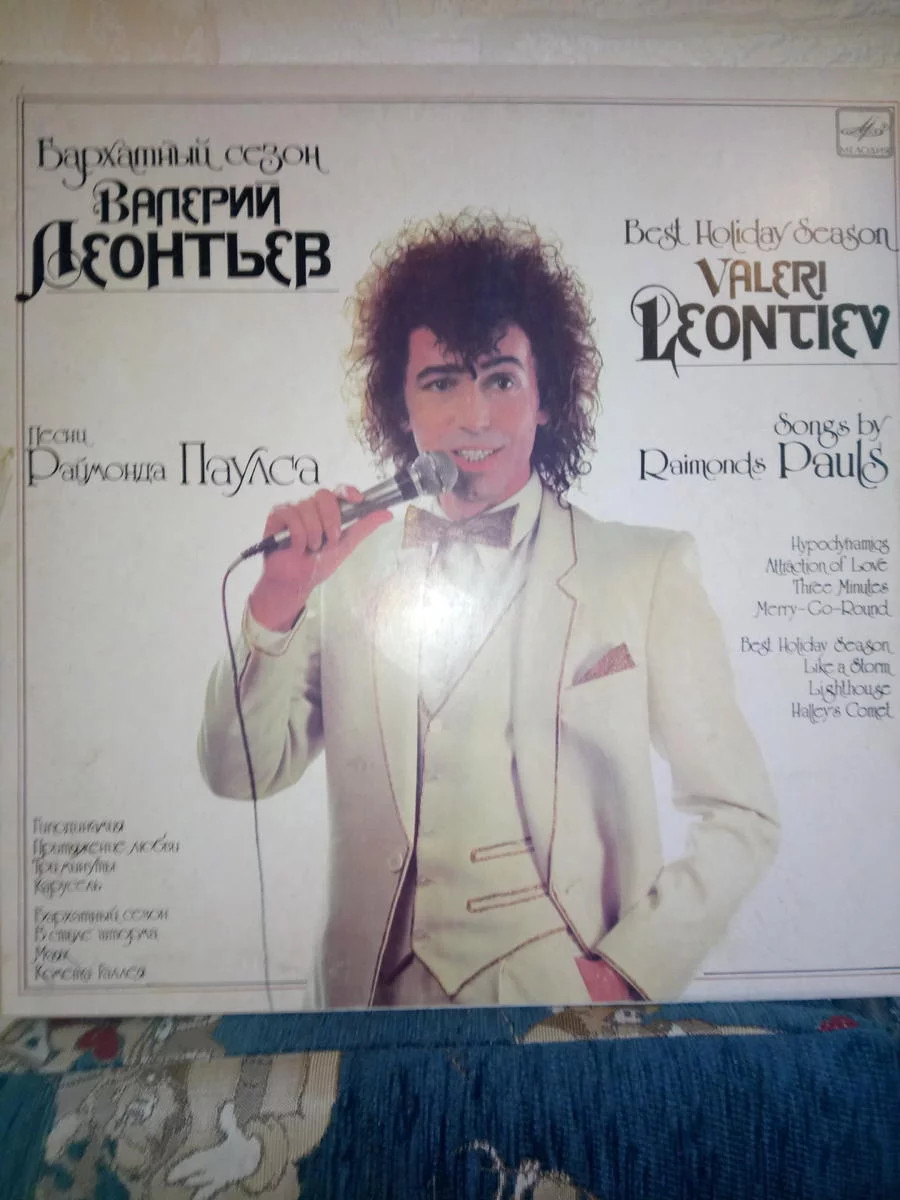 Бархатный сезон
ВАЛЕРИЙ
ЛЕОНТЬЕВ
МЕЛОДИЯ
Best Holiday Season
VALERI
LEONTIEV
Песни
Раймонда Паулса
Songs by
Raimonds Pauls
Hypodynamics
Attraction of Love
Three Minutes
Merry-Go-Round
Best Holiday Season
Like a Storm
Lighthouse
Halley's Comet
Гиподинамия
Притяжение любви
Три минуты
Карусель
Бархатный сезон
В стиле шторма
Маяк
Комета Галлея